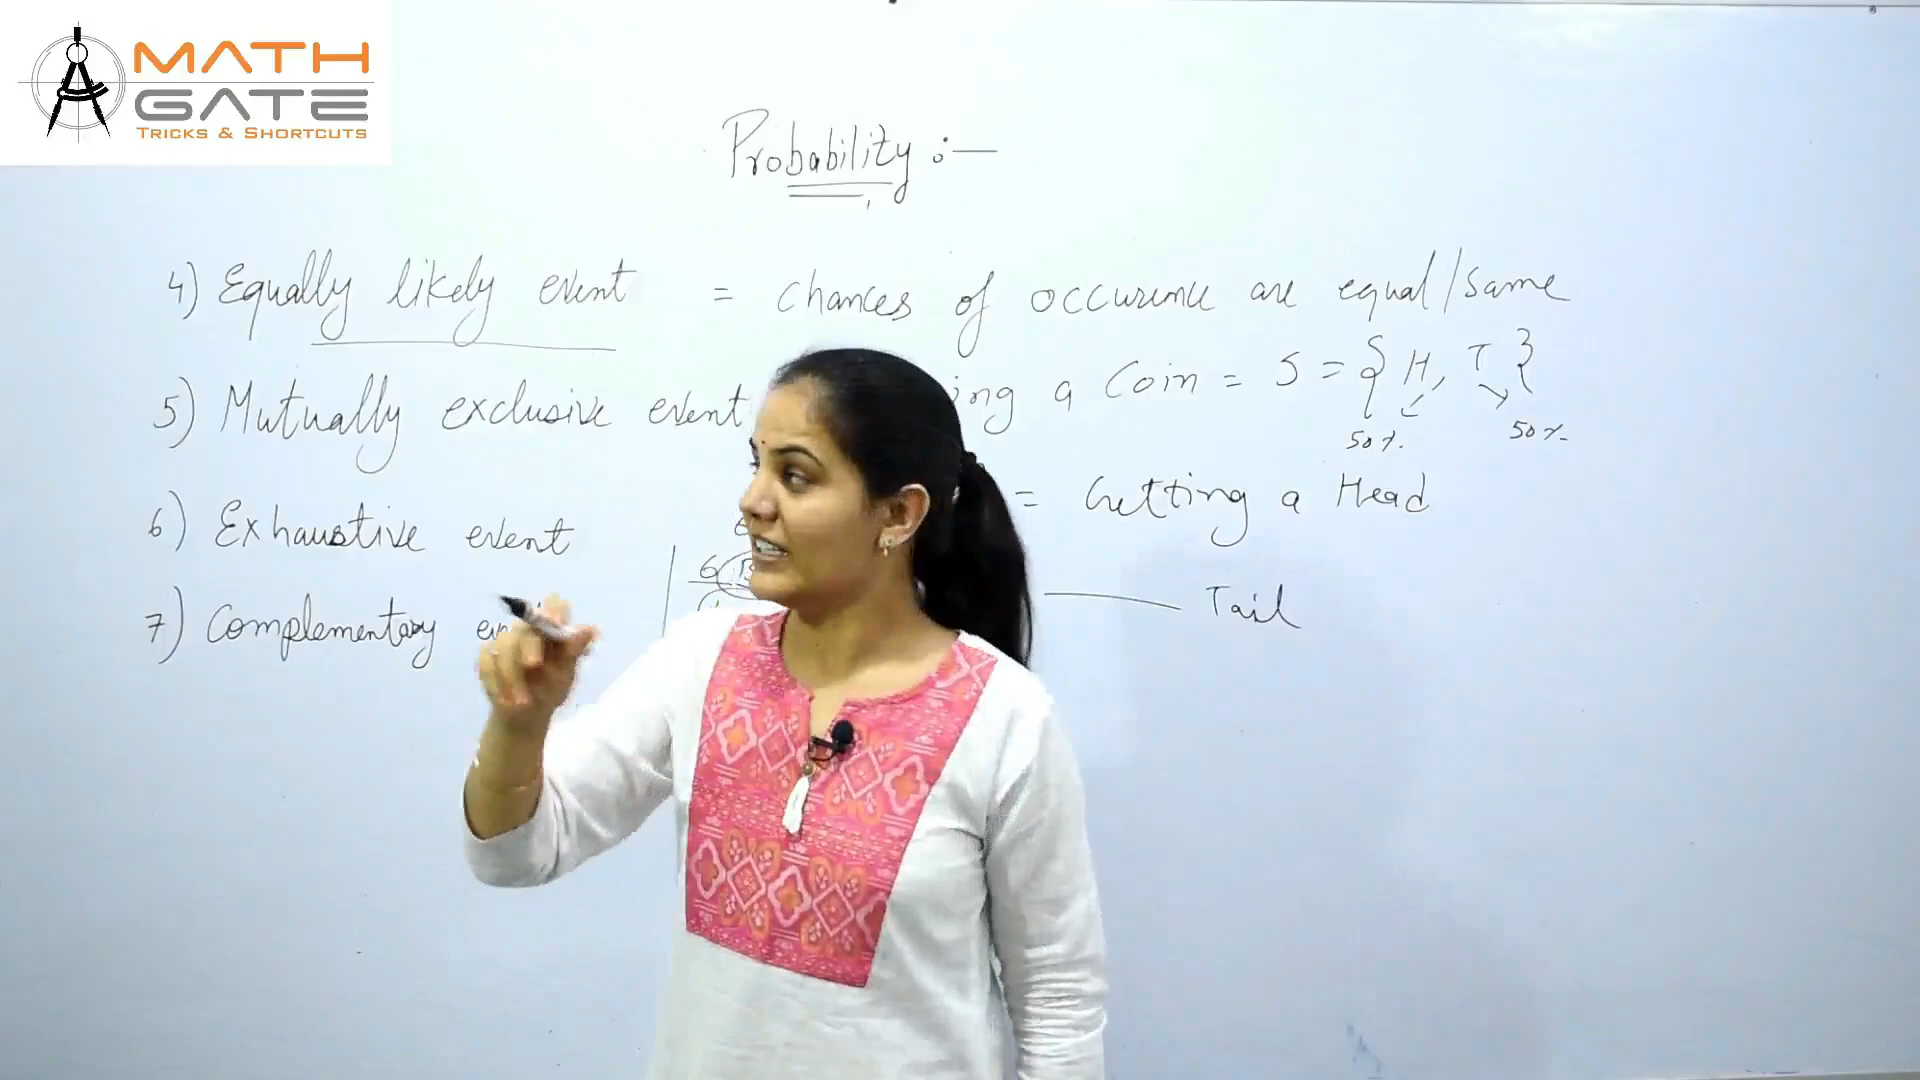 MATH
GATE
TRICKS & SHORTCUTS
Probability :—
4) Equally likely event = chances of occurence are equal/same
5) Mutually exclusive event ing a Coin = S = { H, T }
50%. 50%
6) Exhaustive event = Getting a Head
7) Complementary Tail